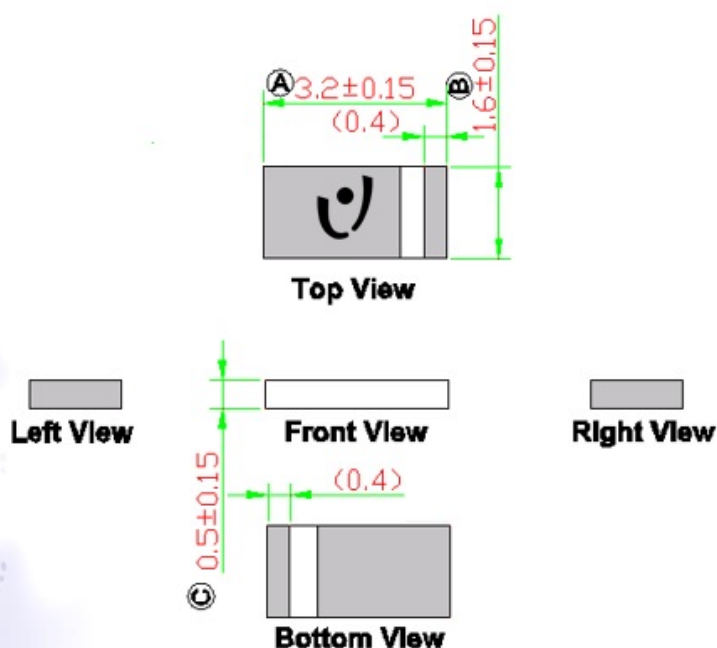 Ⓐ 3.2±0.15 Ⓑ 1.6±0.15
(0.4)
Top View
Left View
Front View
Right View
Ⓒ 0.5±0.15
(0.4)
Bottom View